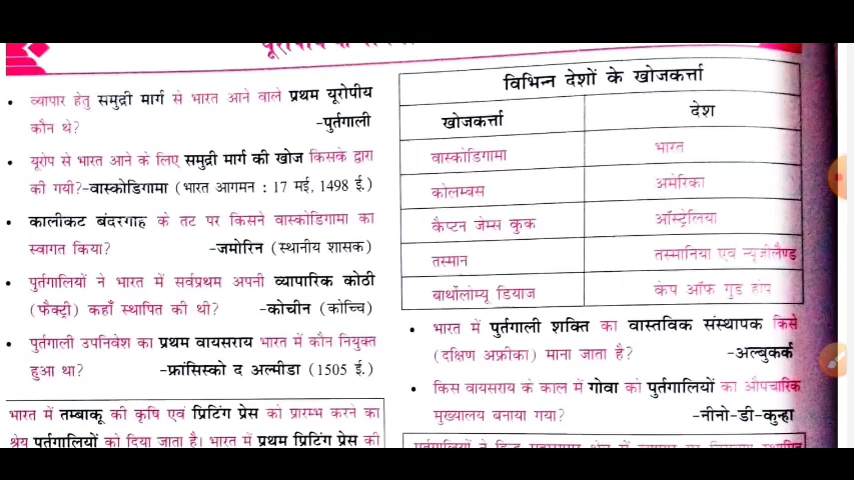 • व्यापार हेतु समुद्री मार्ग से भारत आने वाले प्रथम यूरोपीय
कौन थे? -पुर्तगाली
• यूरोप से भारत आने के लिए समुद्री मार्ग की खोज किसके द्वारा
की गयी?-वास्कोडिगामा (भारत आगमन : 17 मई, 1498 ई.)
• कालीकट बंदरगाह के तट पर किसने वास्कोडिगामा का
स्वागत किया? -जमोरिन (स्थानीय शासक)
• पुर्तगालियों ने भारत में सर्वप्रथम अपनी व्यापारिक कोठी
(फैक्ट्री) कहाँ स्थापित की थी? -कोचीन (कोच्चि)
• पुर्तगाली उपनिवेश का प्रथम वायसराय भारत में कौन नियुक्त
हुआ था? -फ्रांसिस्को द अल्मीडा (1505 ई.)
भारत में तम्बाकू की कृषि एवं प्रिटिंग प्रेस को प्रारम्भ करने का
श्रेय पुर्तगालियों को दिया जाता है। भारत में प्रथम प्रिटिंग प्रेस की
विभिन्न देशों के खोजकर्त्ता
खोजकर्त्ता देश
वास्कोडिगामा भारत
कोलम्बस अमेरिका
कैप्टन जेम्स कुक ऑस्ट्रेलिया
तस्मान तस्मानिया एव न्यूजीलैण्ड
बार्थोलोम्यू डियाज केप ऑफ गुड होप
• भारत में पुर्तगाली शक्ति का वास्तविक संस्थापक किसे
(दक्षिण अफ्रीका) माना जाता है? -अल्बुकर्क
• किस वायसराय के काल में गोवा को पुर्तगालियों का औपचारिक
मुख्यालय बनाया गया? -नीनो-डी-कुन्हा